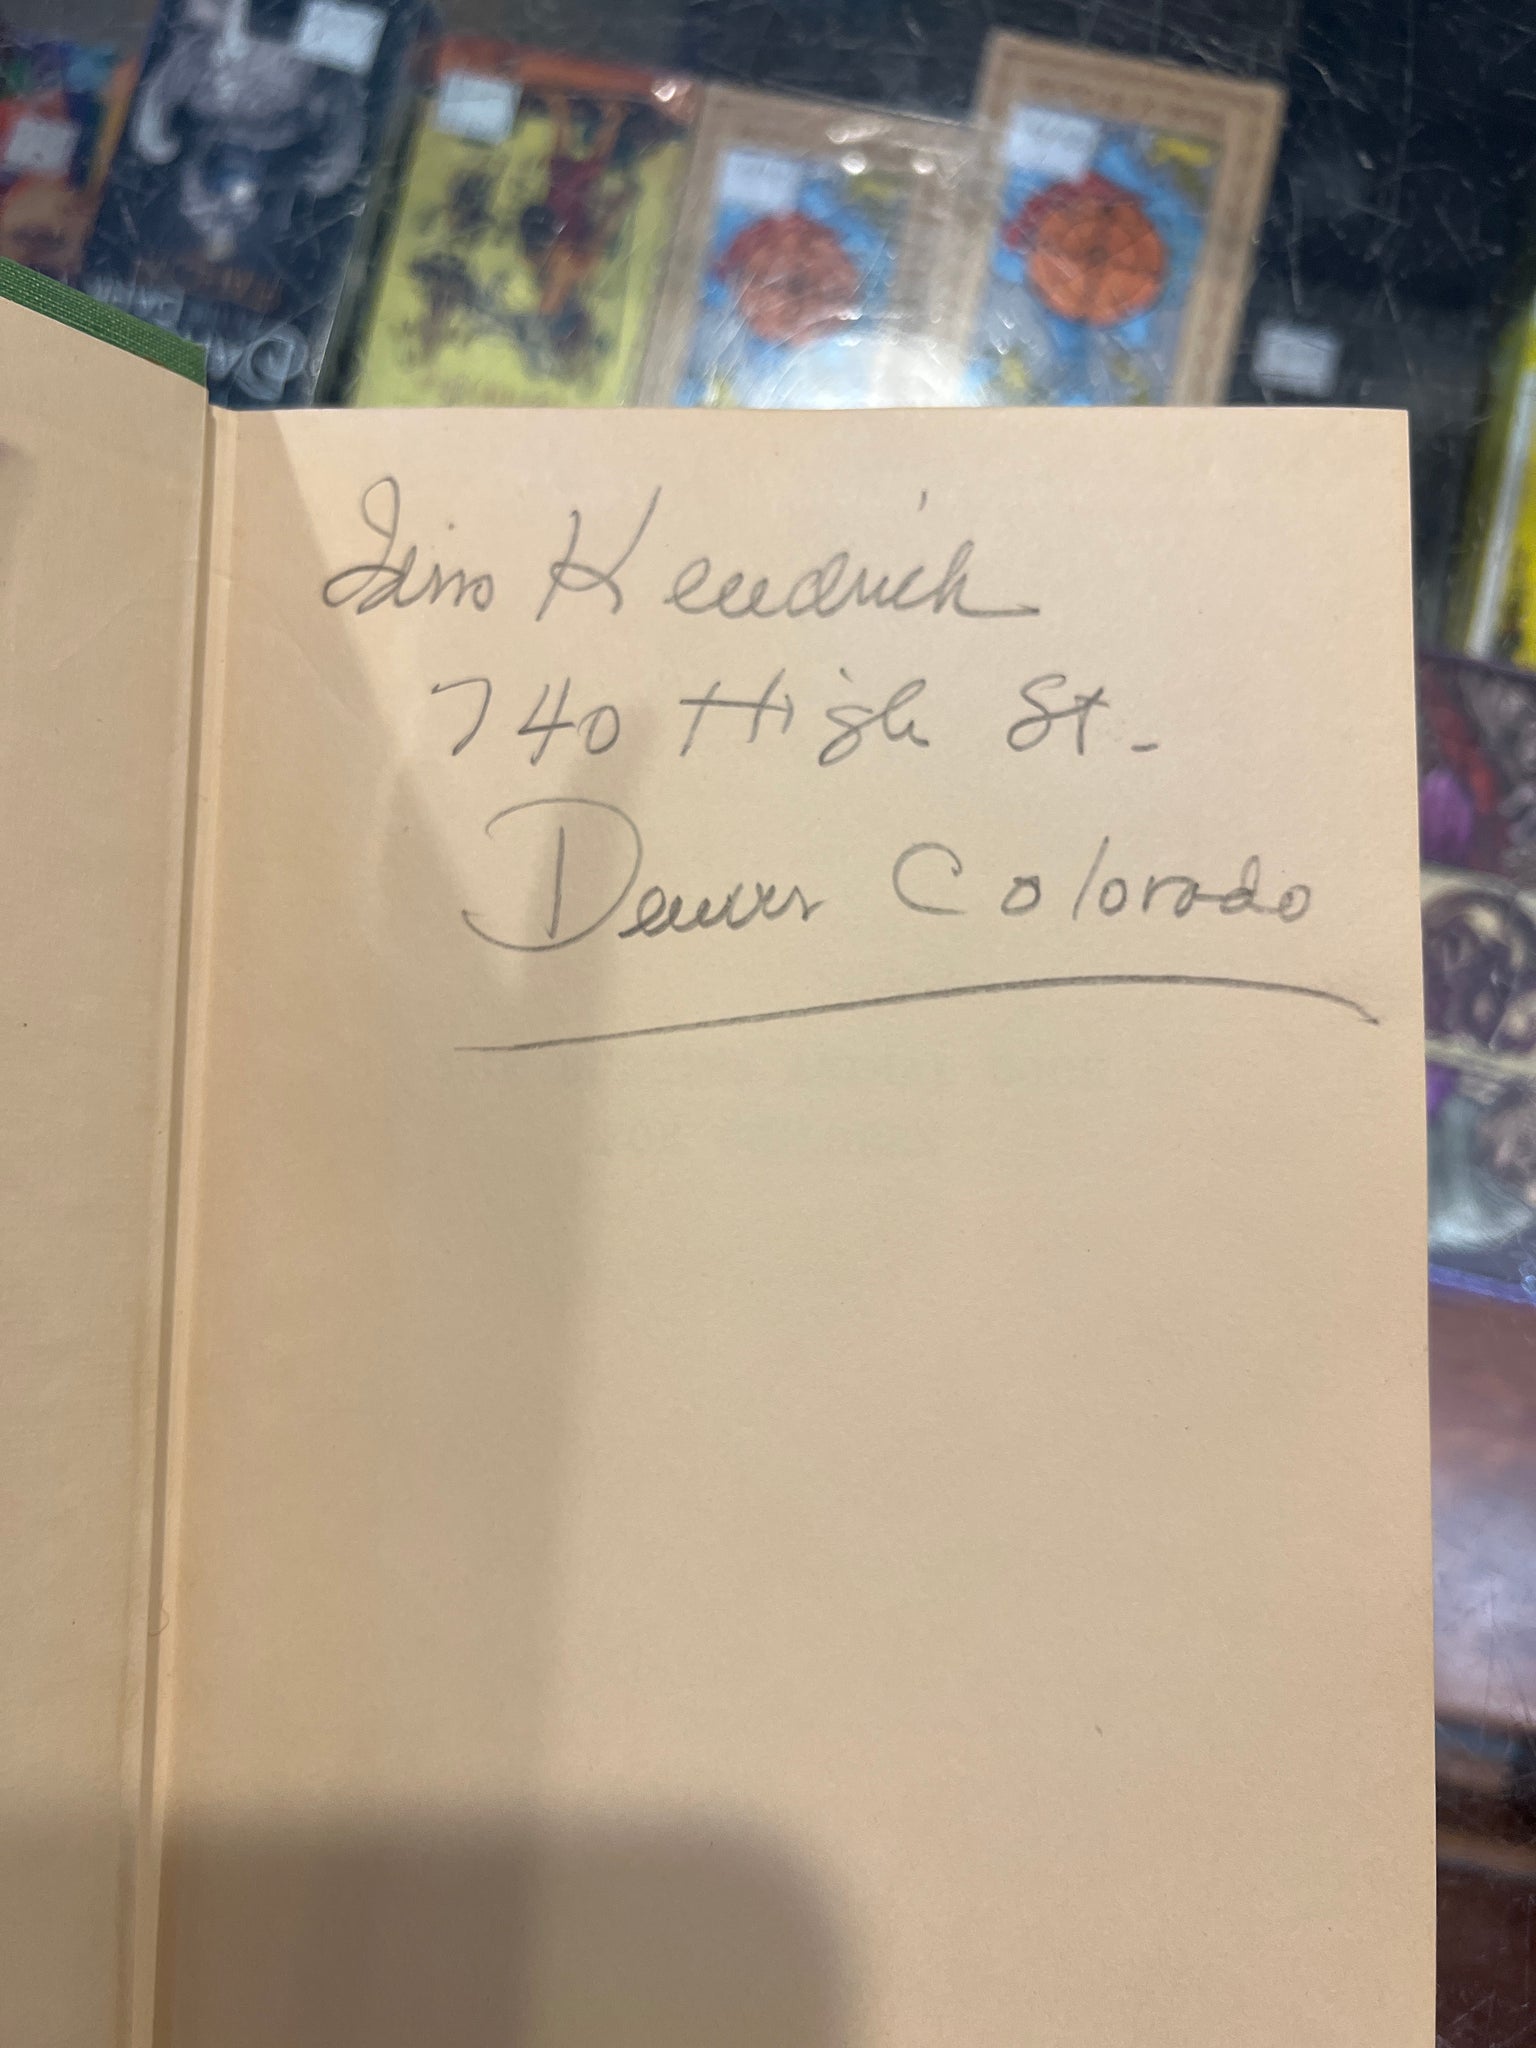 Jim Kendrick
740 High St.
Denver Colorado